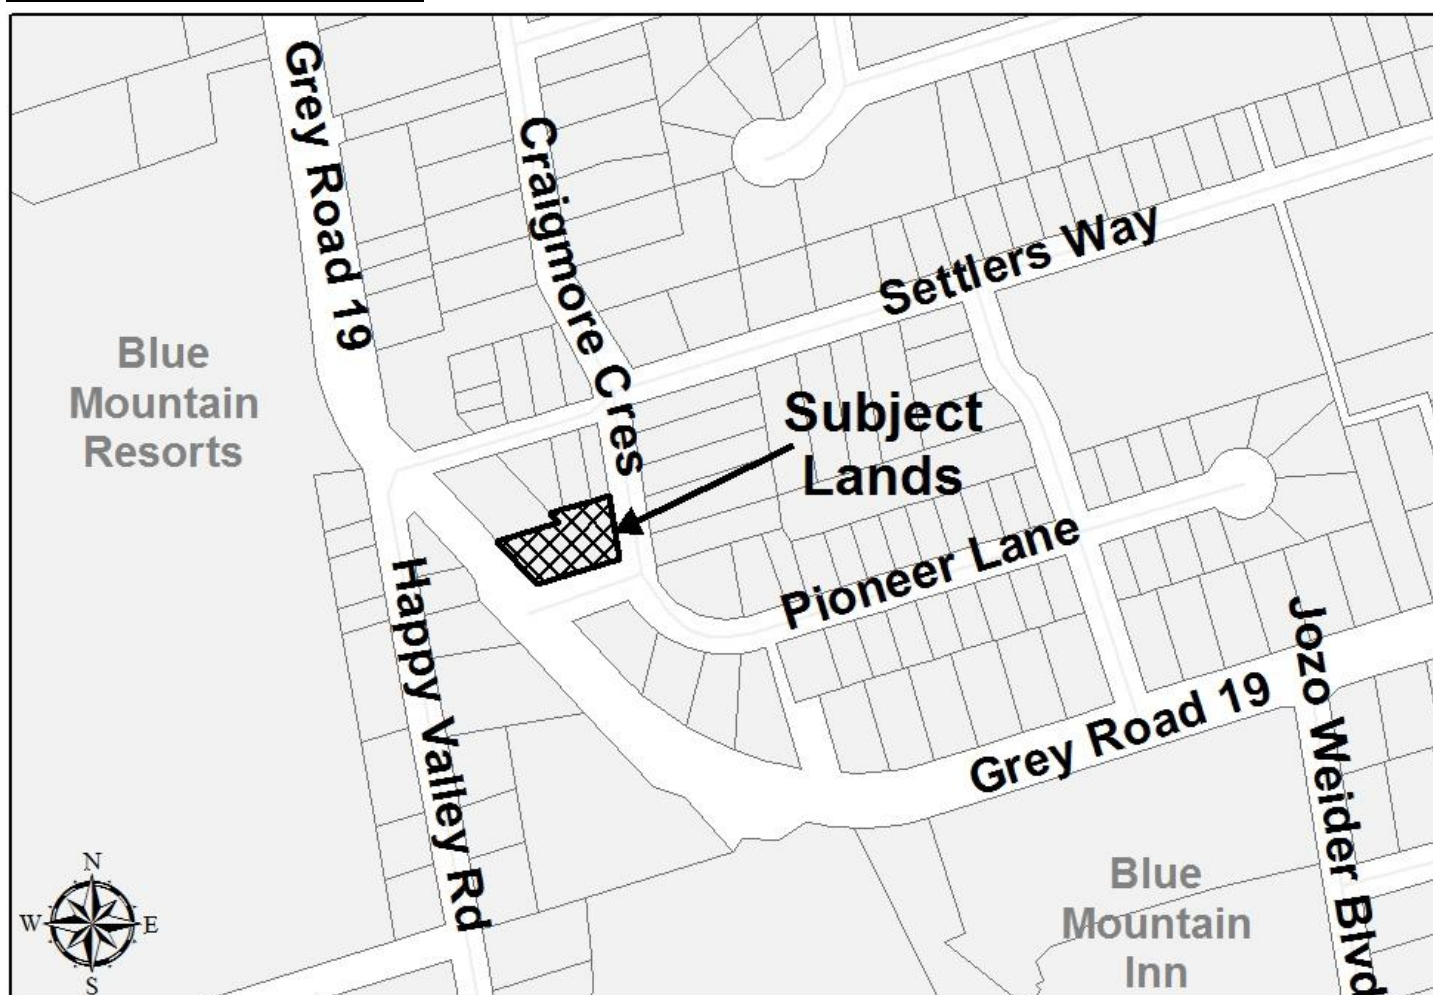 Grey Road 19
Craigmore Cres
Settlers Way
Blue
Mountain
Resorts
Subject
Lands
Pioneer Lane
Happy Valley Rd
Grey Road 19
Jozo Weider Blvd
Blue
Mountain
Inn
N
W
E
S